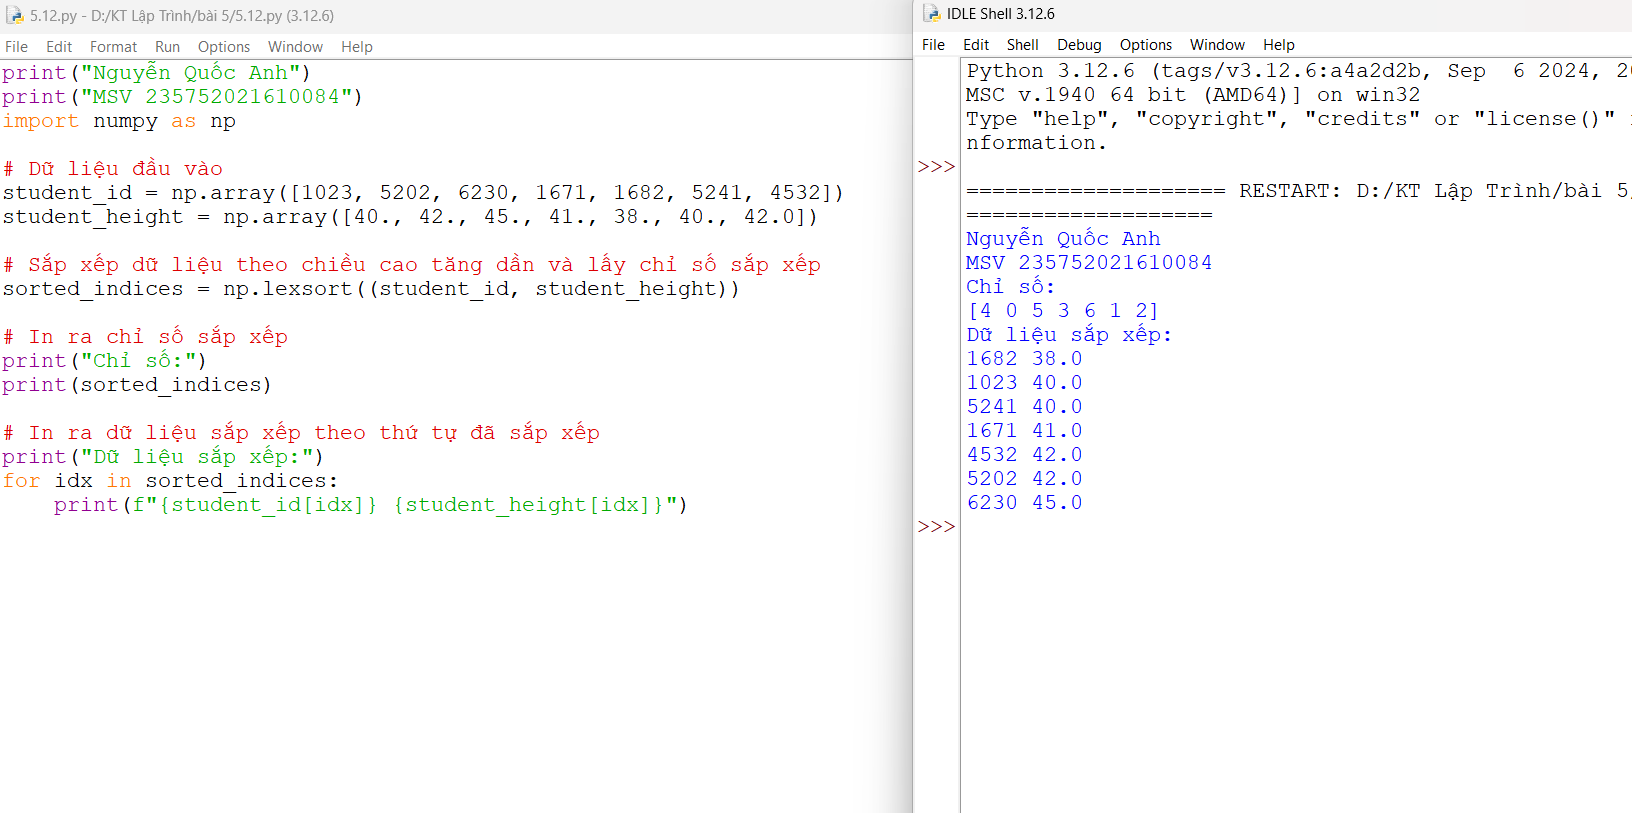 5.12.py - D:/KT Lập Trình/bài 5/5.12.py (3.12.6)
File Edit Format Run Options Window Help
print("Nguyễn Quốc Anh")
print("MSV 235752021610084")
import numpy as np
# Dữ liệu đầu vào
student_id = np.array([1023, 5202, 6230, 1671, 1682, 5241, 4532])
student_height = np.array([40., 42., 45., 41., 38., 40., 42.0])
# Sắp xếp dữ liệu theo chiều cao tăng dần và lấy chỉ số sắp xếp
sorted_indices = np.lexsort((student_id, student_height))
# In ra chỉ số sắp xếp
print("Chỉ số:")
print(sorted_indices)
# In ra dữ liệu sắp xếp theo thứ tự đã sắp xếp
print("Dữ liệu sắp xếp:")
for idx in sorted_indices:
    print(f"{student_id[idx]} {student_height[idx]}")
IDLE Shell 3.12.6
File Edit Shell Debug Options Window Help
Python 3.12.6 (tags/v3.12.6:a4a2d2b, Sep  6 2024,
MSC v.1940 64 bit (AMD64)] on win32
Type "help", "copyright", "credits" or "license()"
nformation.
>>>
===================== RESTART: D:/KT Lập Trình/bài 5
===================
Nguyễn Quốc Anh
MSV 235752021610084
Chỉ số:
[4 0 5 3 6 1 2]
Dữ liệu sắp xếp:
1682 38.0
1023 40.0
5241 40.0
1671 41.0
4532 42.0
5202 42.0
6230 45.0
>>>